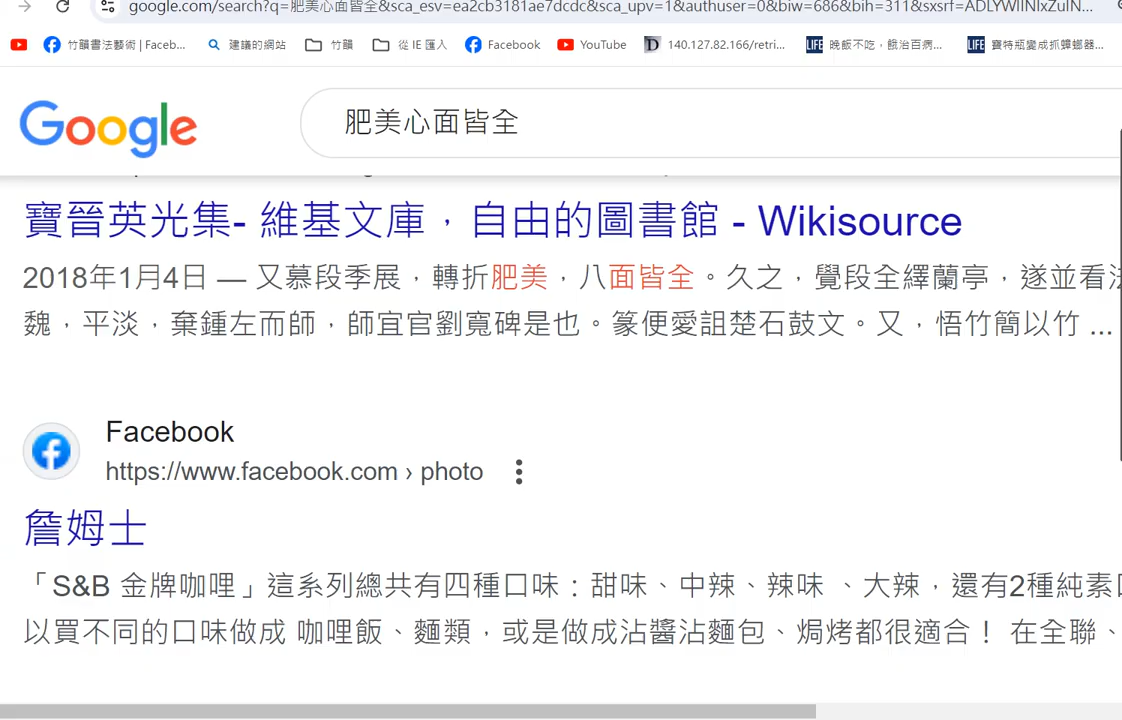 google.com/search?q=肥美心面皆全&sca_esv=ea2cb3181ae7dcdc&sca_upv=1&authuser=0&biw=686&bih=311&sxsrf=ADLYWIINIxZuIN...
竹韻書法藝術 | Faceb... 建議的網站 竹韻 從 IE 匯入 Facebook YouTube 140.127.82.166/retri... LIFE 晚飯不吃，餓治百病... LIFE 寶特瓶變成抓蟑螂器...
Google 肥美心面皆全
寶晉英光集- 維基文庫，自由的圖書館 - Wikisource
2018年1月4日 — 又慕段季展，轉折肥美，八面皆全。久之，覺段全繹蘭亭，遂並看法
魏，平淡，棄鍾左而師，師宜官劉寬碑是也。篆便愛詛楚石鼓文。又，悟竹簡以竹 ...
Facebook
https://www.facebook.com › photo
詹姆士
「S&B 金牌咖哩」這系列總共有四種口味：甜味、中辣、辣味 、大辣，還有2種純素口
以買不同的口味做成 咖哩飯、麵類，或是做成沾醬沾麵包、焗烤都很適合！ 在全聯、